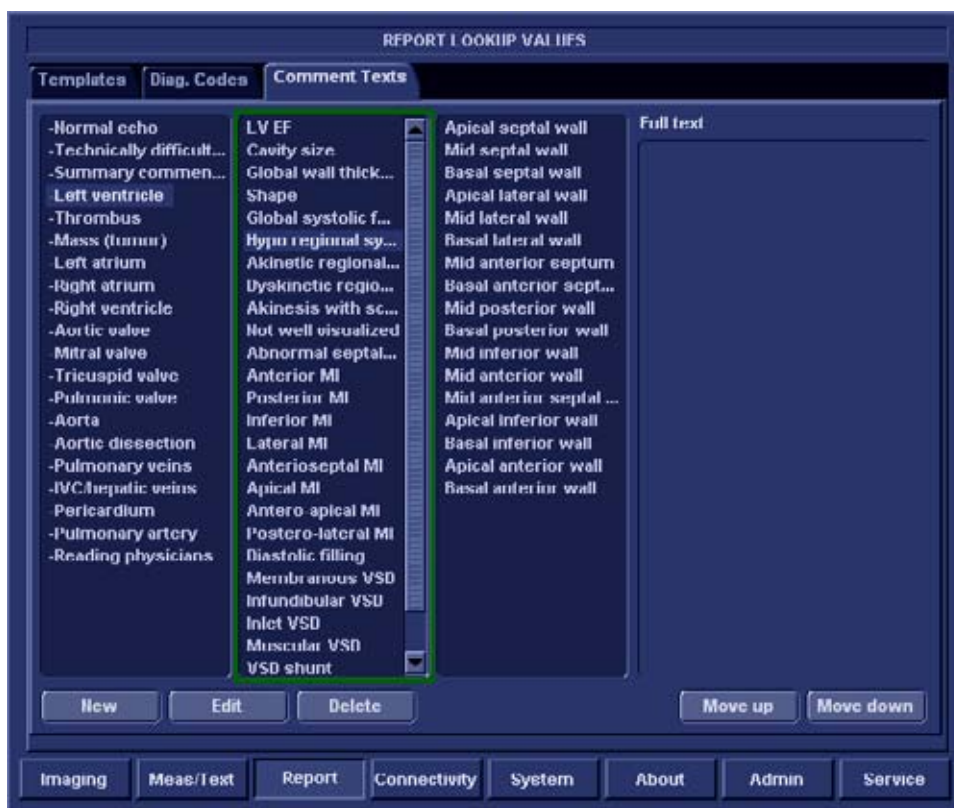 REPORT LOOKUP VALUES
Templates
Diag. Codes
Comment Texts
-Normal echo
-Technically difficult...
-Summary commen...
-Left ventricle
-Thrombus
-Mass (tumor)
-Left atrium
-Right atrium
-Right ventricle
-Aortic valve
-Mitral valve
-Tricuspid valve
-Pulmonic valve
-Aorta
-Aortic dissection
-Pulmonary veins
-IVC/hepatic veins
-Pericardium
-Pulmonary artery
-Reading physicians
LV EF
Cavity size
Global wall thick...
Shape
Global systolic f...
Hypo regional sy...
Akinetic regional...
Dyskinetic regio...
Akinesis with sc...
Not well visualized
Abnormal septal...
Anterior MI
Posterior MI
Inferior MI
Lateral MI
Anterioseptal MI
Apical MI
Antero-apical MI
Postero-lateral MI
Diastolic filling
Membranous VSD
Infundibular VSD
Inlet VSD
Muscular VSD
VSD shunt
Apical septal wall
Mid septal wall
Basal septal wall
Apical lateral wall
Mid lateral wall
Basal lateral wall
Mid anterior septum
Basal anterior sept...
Mid posterior wall
Basal posterior wall
Mid inferior wall
Mid anterior wall
Mid anterior septal ...
Apical inferior wall
Basal inferior wall
Apical anterior wall
Basal anterior wall
Full text
New
Edit
Delete
Move up
Move down
Imaging
Meas/Text
Report
Connectivity
System
About
Admin
Service